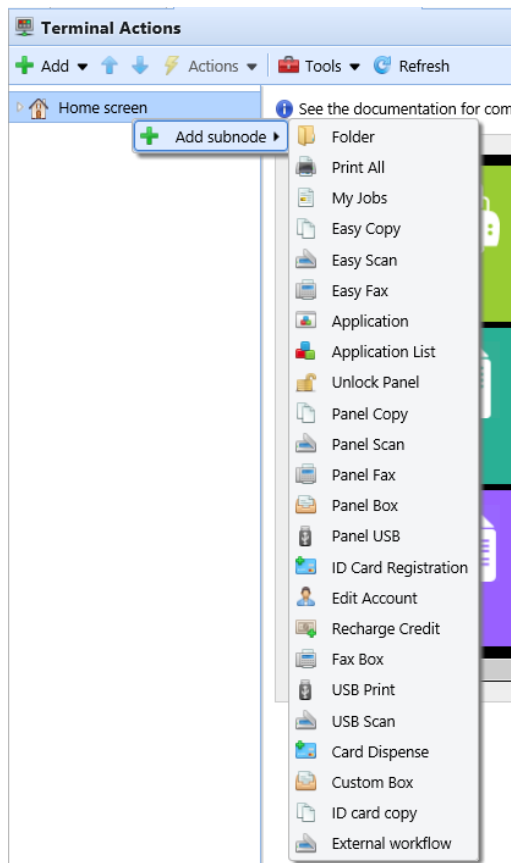 Terminal Actions
Add Actions Tools Refresh
Home screen
See the documentation for com
Add subnode
Folder
Print All
My Jobs
Easy Copy
Easy Scan
Easy Fax
Application
Application List
Unlock Panel
Panel Copy
Panel Scan
Panel Fax
Panel Box
Panel USB
ID Card Registration
Edit Account
Recharge Credit
Fax Box
USB Print
USB Scan
Card Dispense
Custom Box
ID card copy
External workflow